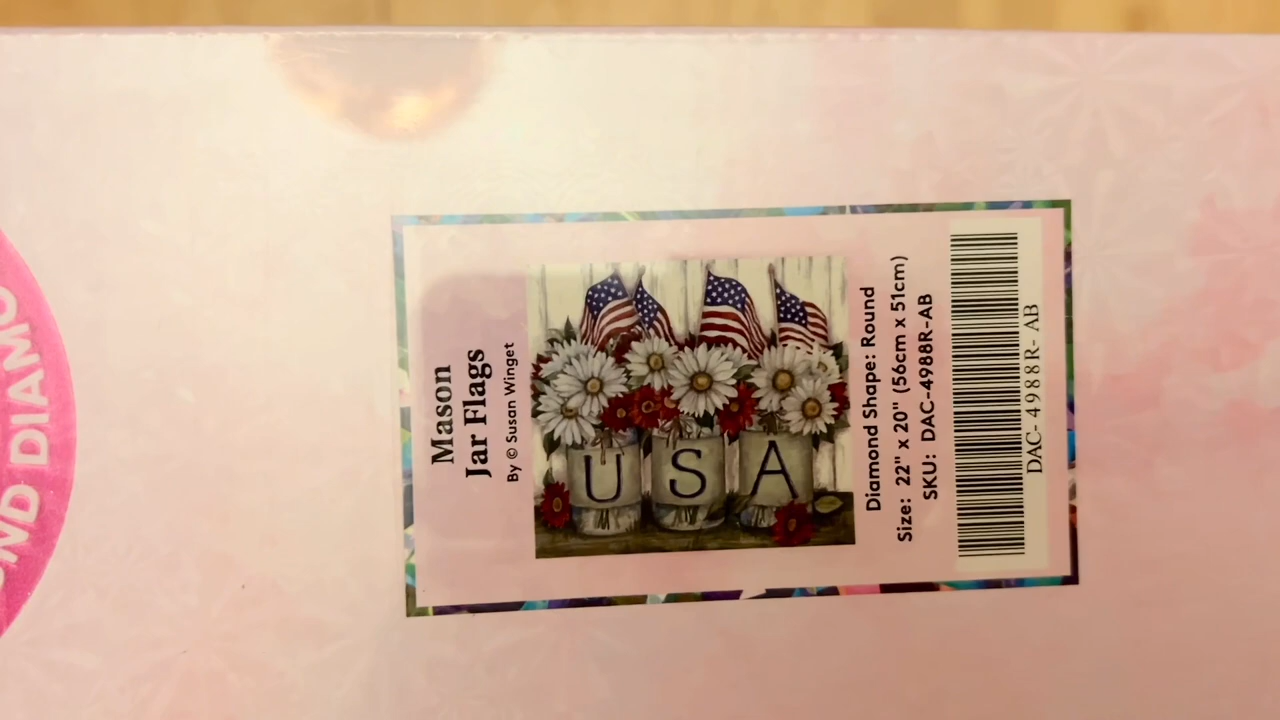 Mason
Jar Flags
By © Susan Winget
USA
Diamond Shape: Round
Size: 22" x 20" (56cm x 51cm)
SKU: DAC-4988R-AB
DAC- 4988R- AB